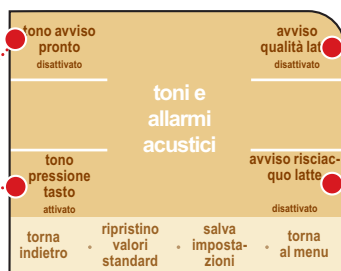 tono avviso
pronto
disattivato
avviso
qualità lat
disattivato
toni e
allarmi
acustici
tono
pressione
tasto
attivato
avviso risciac-
quo latte
disattivato
torna
indietro
ripristino
valori
standard
salva
imposta-
zioni
torna
al menu